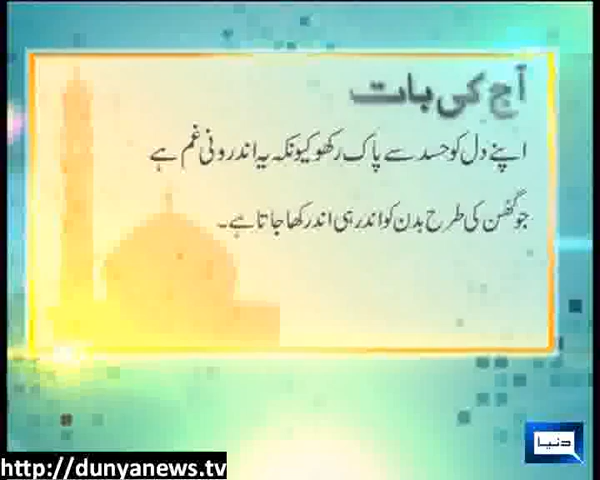 آج کی بات
اپنے دل کو حسد سے پاک رکھو کیونکہ یہ اندرونی غم ہے
جو گھن کی طرح بدن کو اندر ہی اندر کھا جاتا ہے۔
دنیا
http://dunyanews.tv